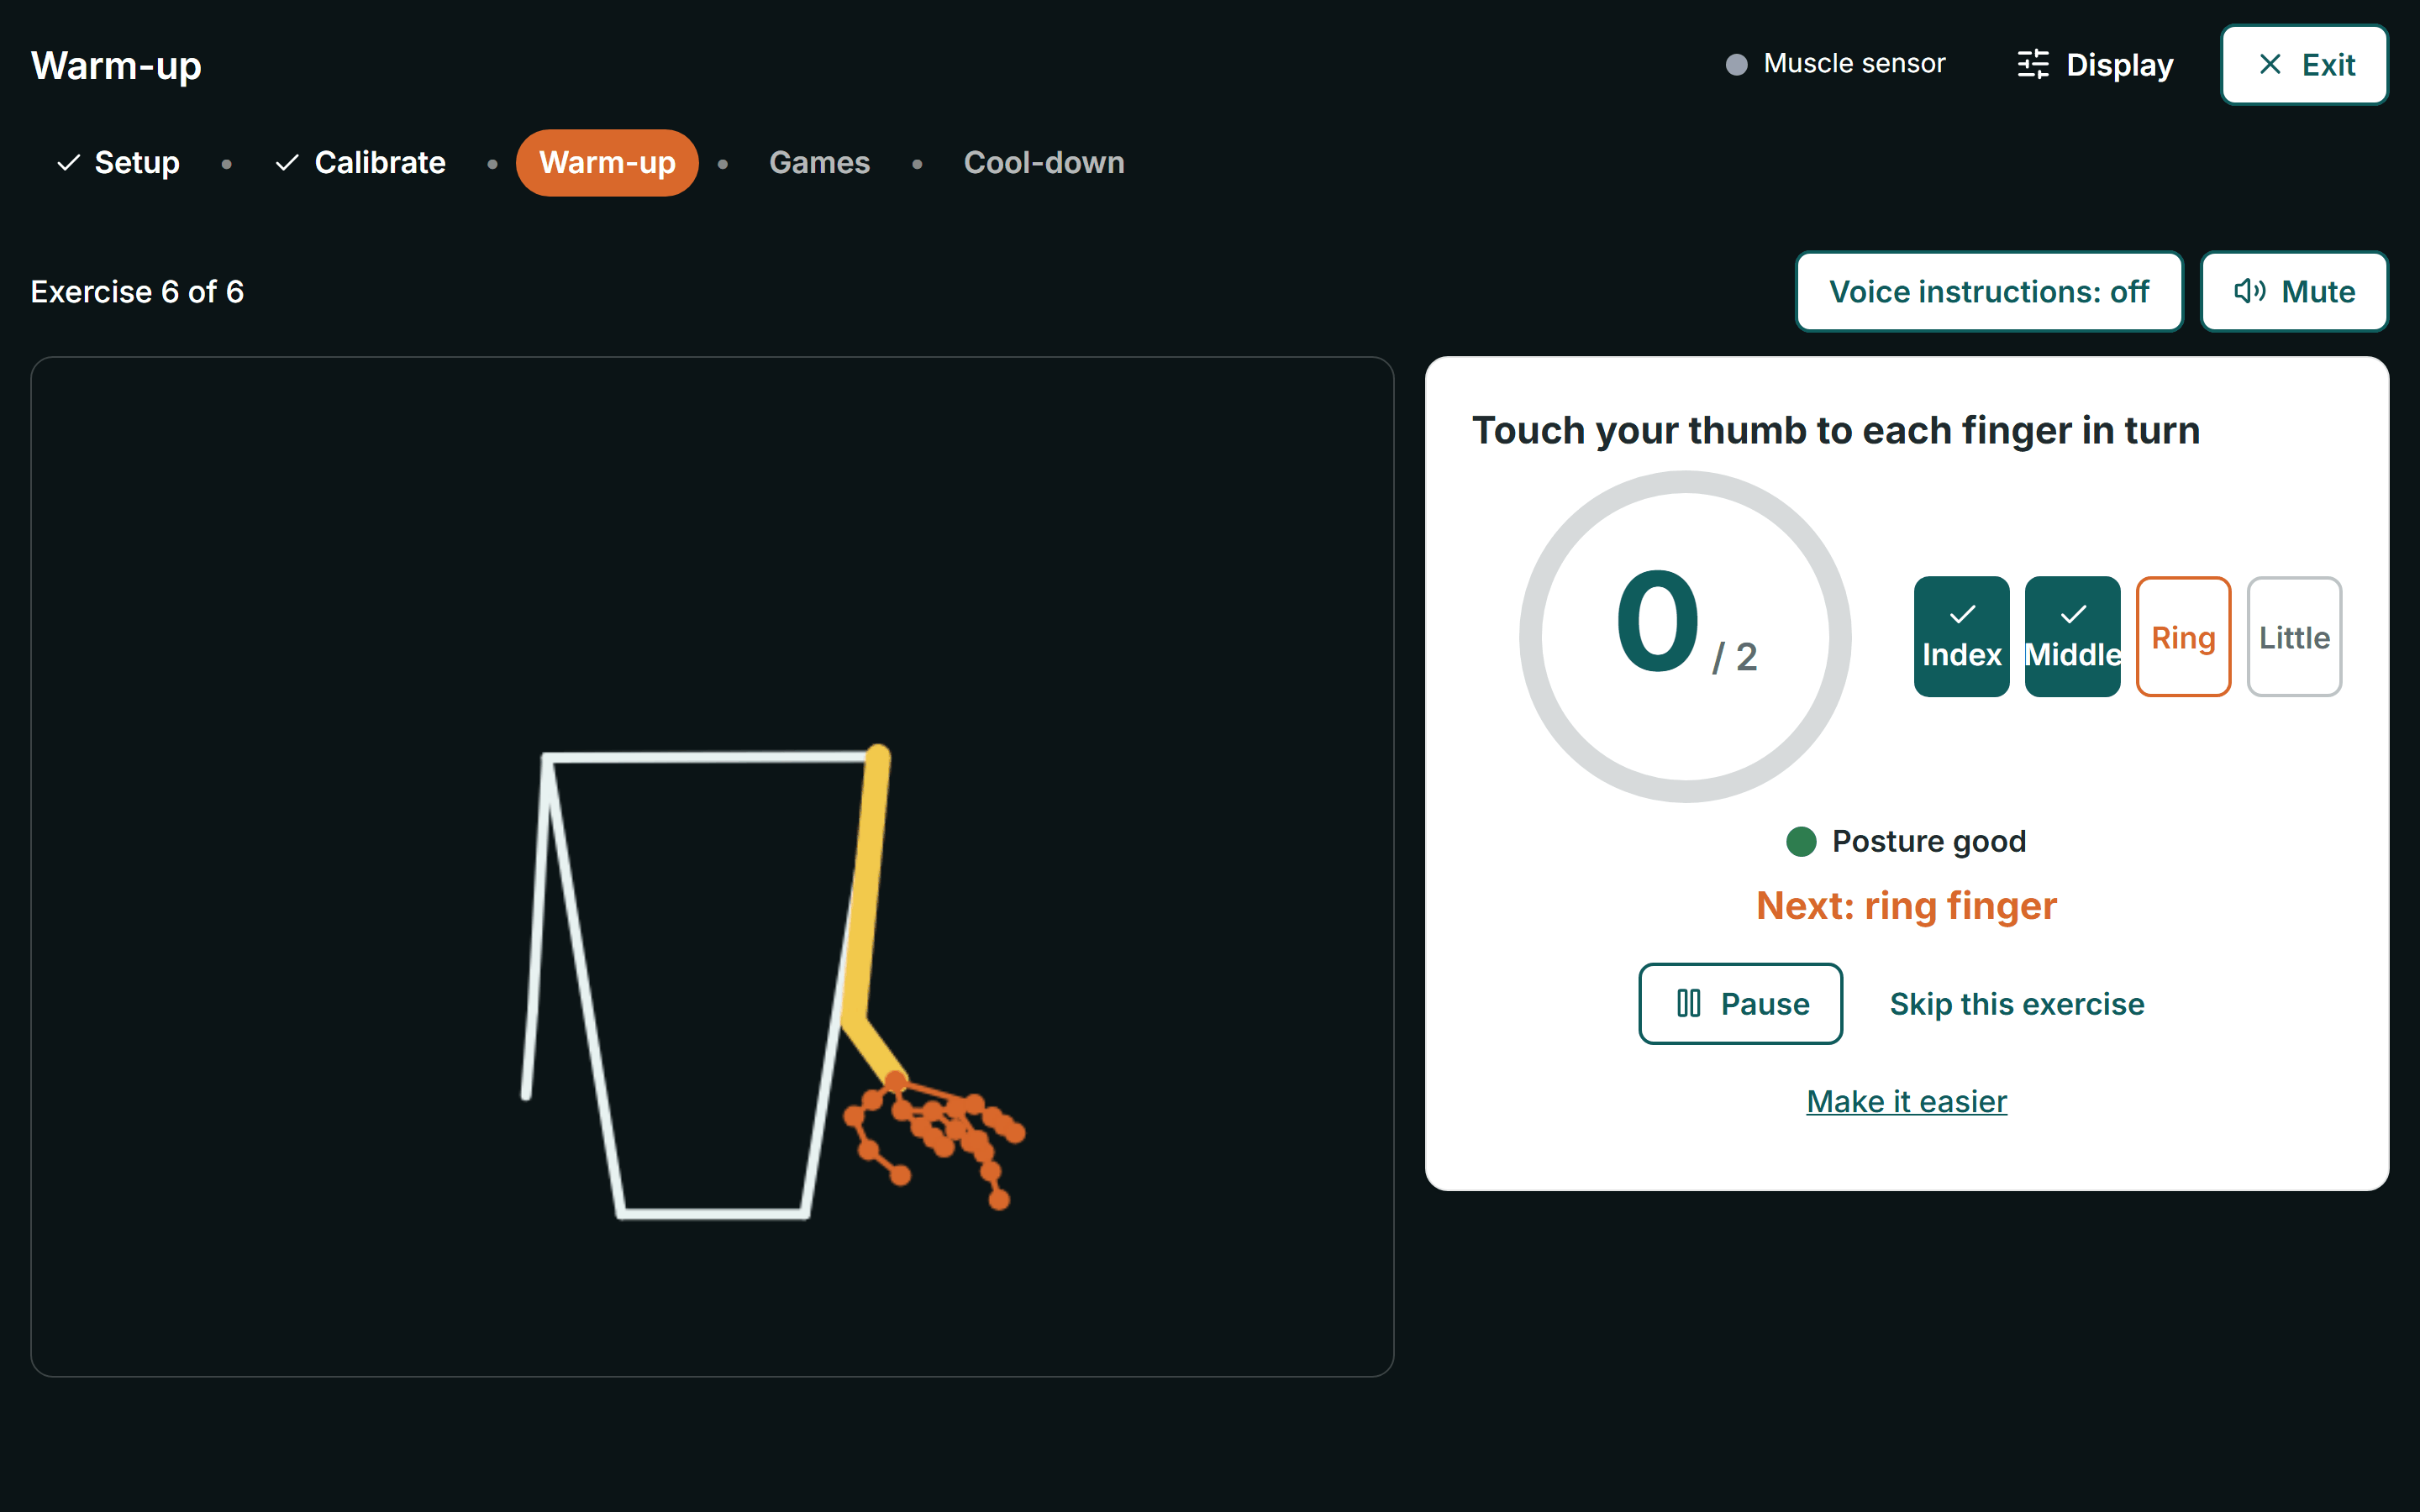 Warm-up
Muscle sensor
Display
Exit
Setup
Calibrate
Warm-up
Games
Cool-down
Exercise 6 of 6
Voice instructions: off
Mute
Touch your thumb to each finger in turn
0 / 2
Index
Middle
Ring
Little
Posture good
Next: ring finger
Pause
Skip this exercise
Make it easier